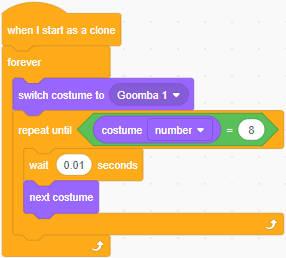 when I start as a clone
forever
switch costume to Goomba 1
repeat until costume number = 8
wait 0.01 seconds
next costume